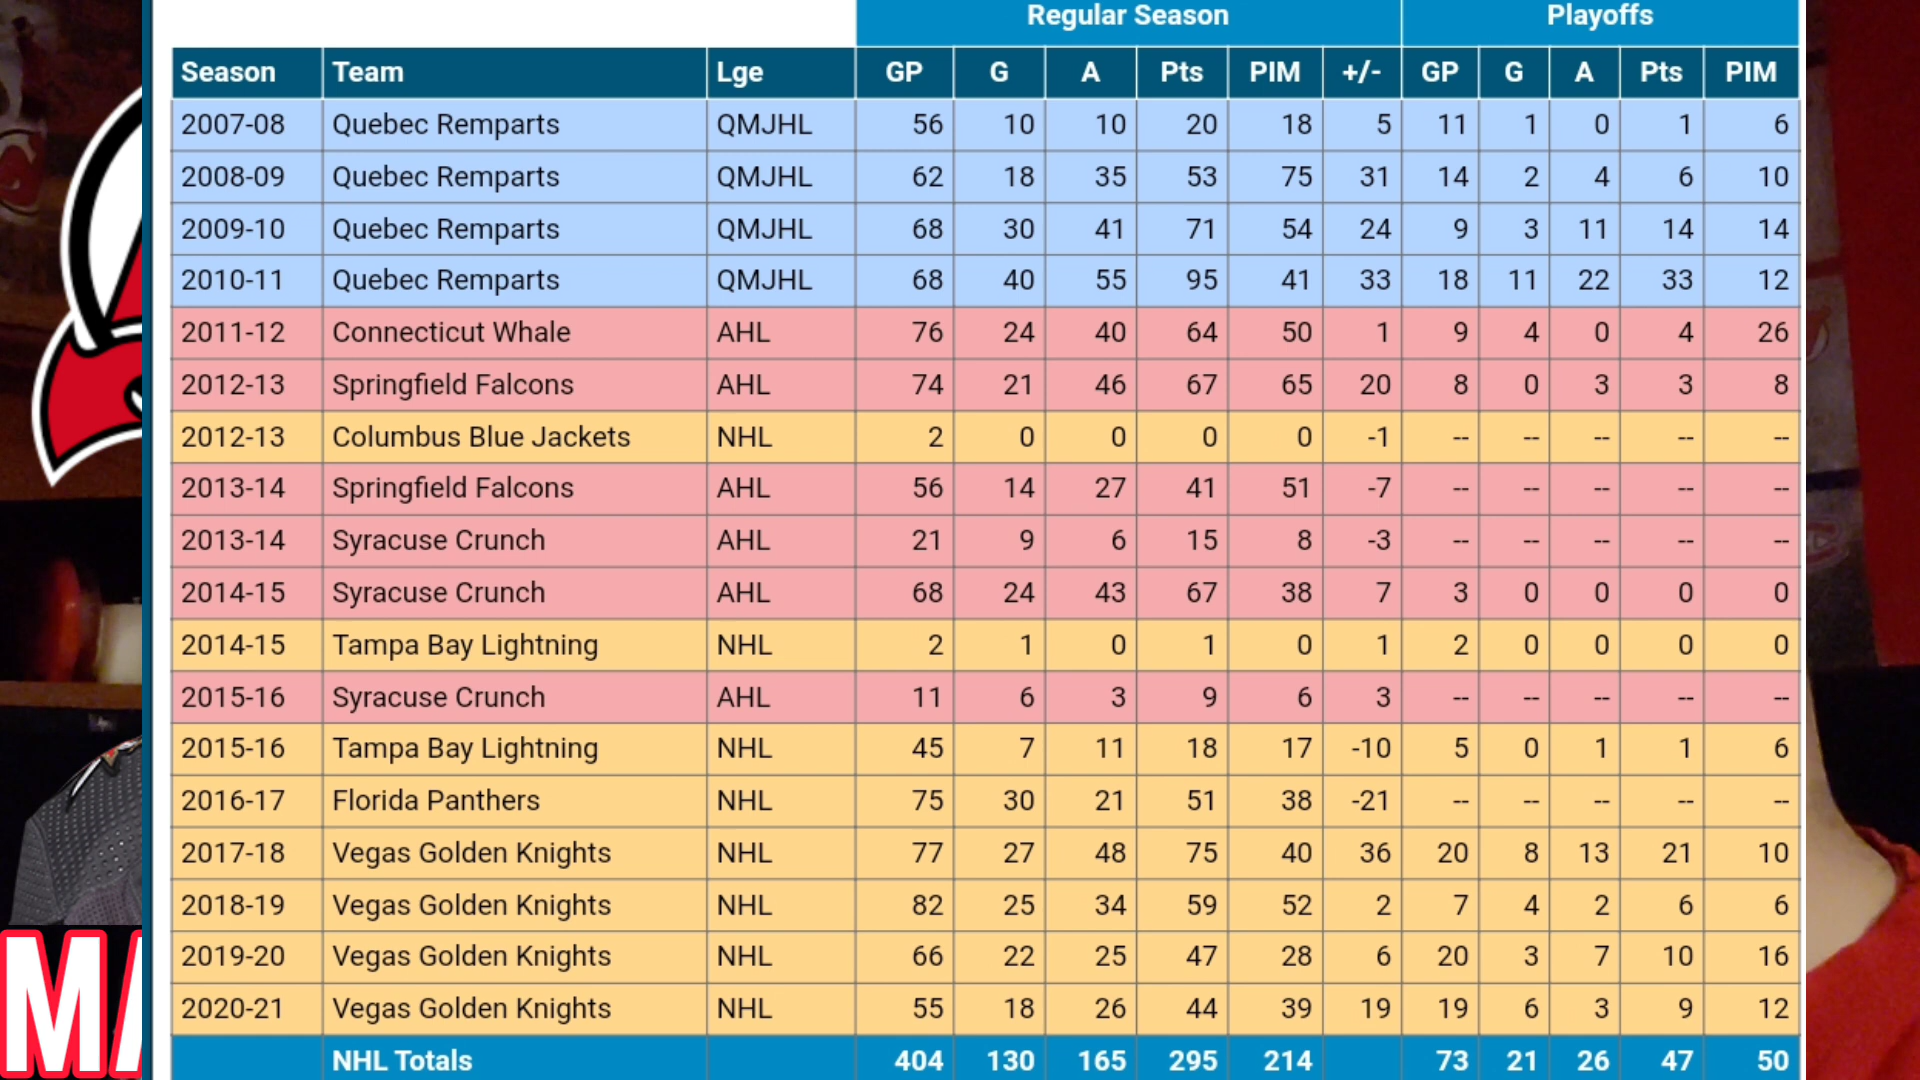 Regular Season Playoffs
Season Team Lge GP G A Pts PIM +/- GP G A Pts PIM
2007-08 Quebec Remparts QMJHL 56 10 10 20 18 5 11 1 0 1 6
2008-09 Quebec Remparts QMJHL 62 18 35 53 75 31 14 2 4 6 10
2009-10 Quebec Remparts QMJHL 68 30 41 71 54 24 9 3 11 14 14
2010-11 Quebec Remparts QMJHL 68 40 55 95 41 33 18 11 22 33 12
2011-12 Connecticut Whale AHL 76 24 40 64 50 1 9 4 0 4 26
2012-13 Springfield Falcons AHL 74 21 46 67 65 20 8 0 3 3 8
2012-13 Columbus Blue Jackets NHL 2 0 0 0 0 -1 -- -- -- -- --
2013-14 Springfield Falcons AHL 56 14 27 41 51 -7 -- -- -- -- --
2013-14 Syracuse Crunch AHL 21 9 6 15 8 -3 -- -- -- -- --
2014-15 Syracuse Crunch AHL 68 24 43 67 38 7 3 0 0 0 0
2014-15 Tampa Bay Lightning NHL 2 1 0 1 0 1 2 0 0 0 0
2015-16 Syracuse Crunch AHL 11 6 3 9 6 3 -- -- -- -- --
2015-16 Tampa Bay Lightning NHL 45 7 11 18 17 -10 5 0 1 1 6
2016-17 Florida Panthers NHL 75 30 21 51 38 -21 -- -- -- -- --
2017-18 Vegas Golden Knights NHL 77 27 48 75 40 36 20 8 13 21 10
2018-19 Vegas Golden Knights NHL 82 25 34 59 52 2 7 4 2 6 6
2019-20 Vegas Golden Knights NHL 66 22 25 47 28 6 20 3 7 10 16
2020-21 Vegas Golden Knights NHL 55 18 26 44 39 19 19 6 3 9 12
NHL Totals 404 130 165 295 214 73 21 26 47 50